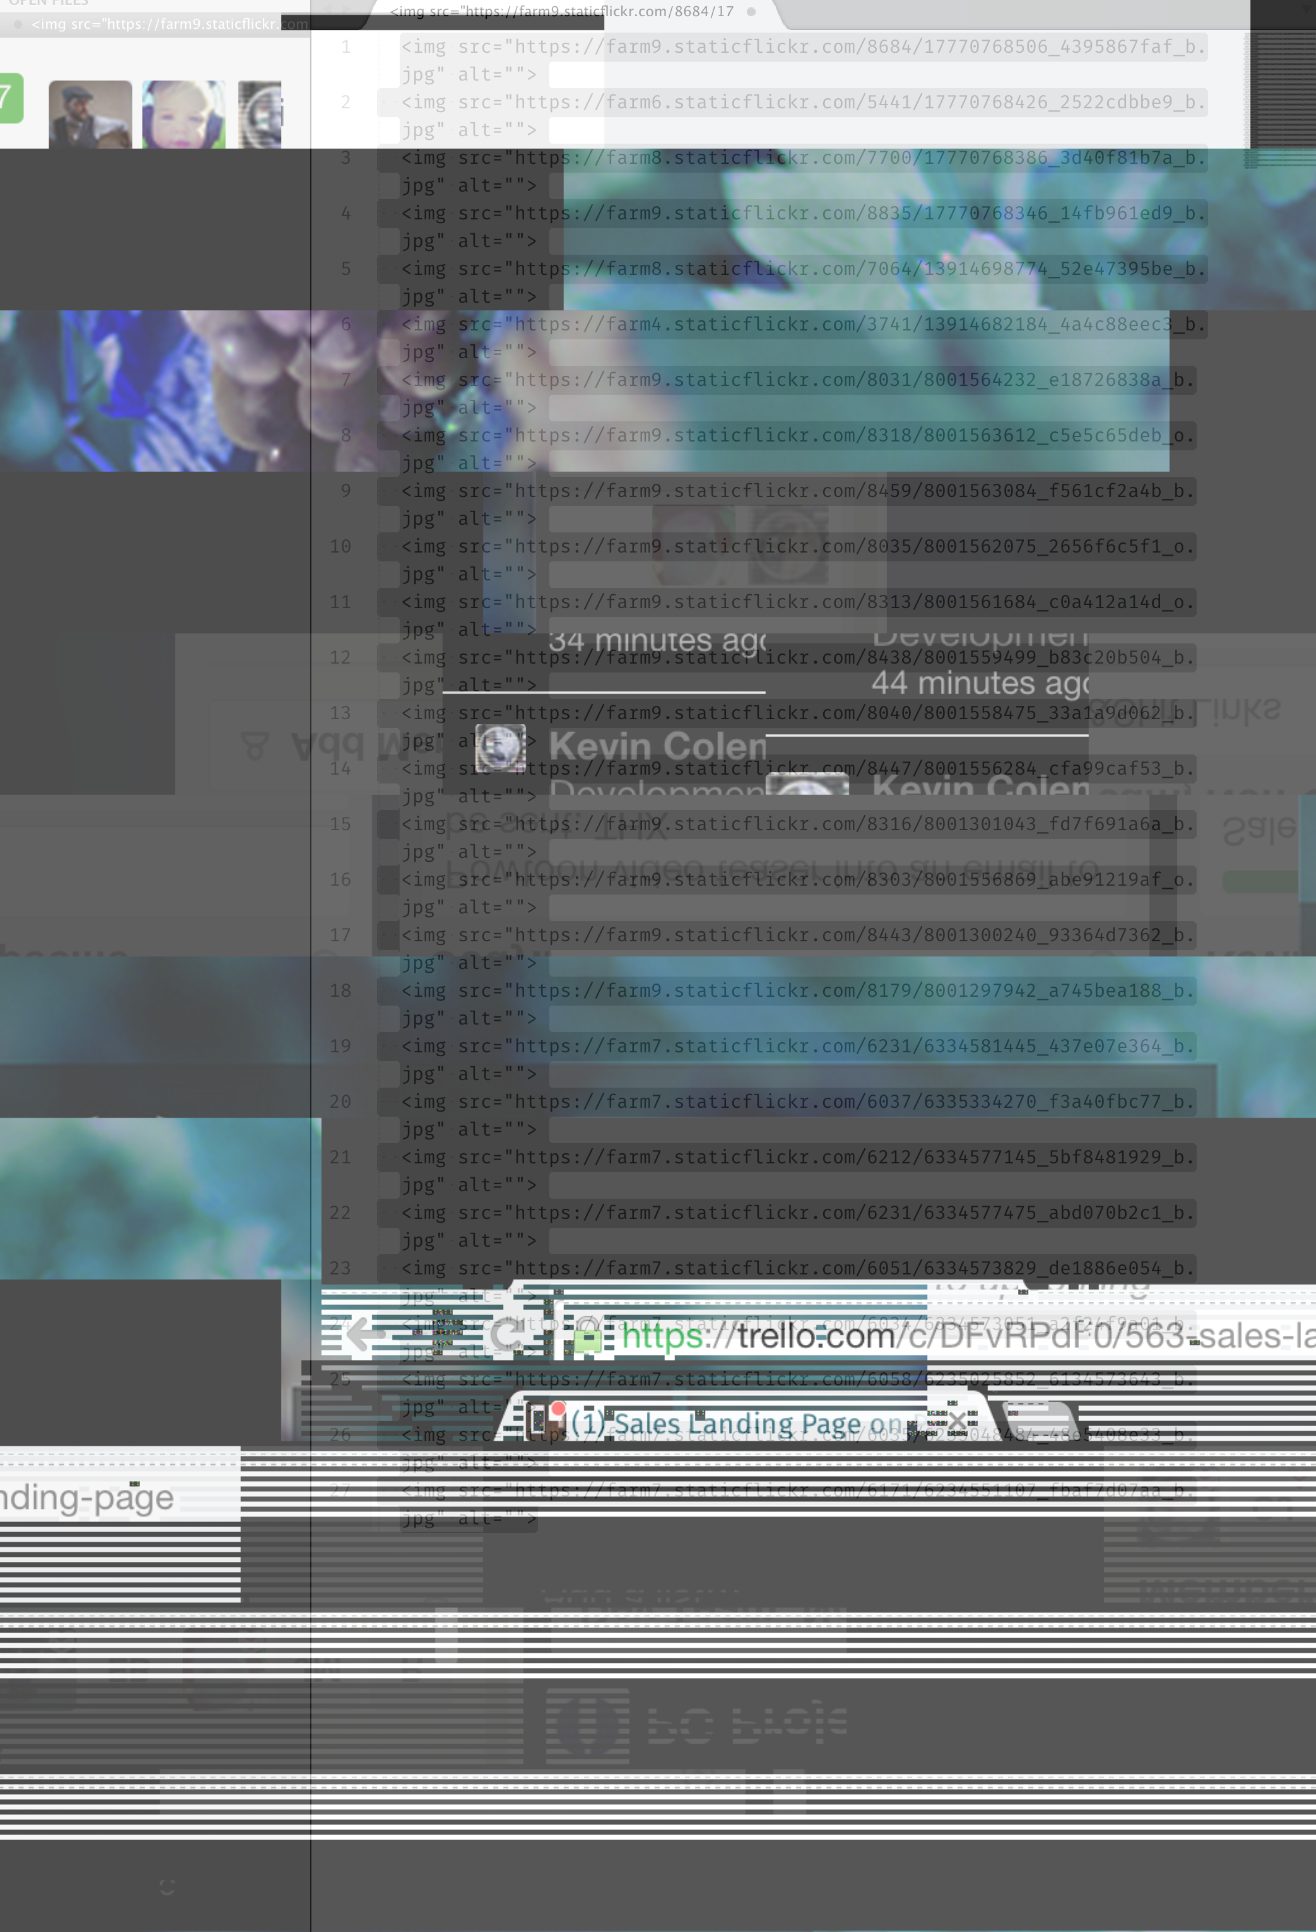 OPEN FILES
<img src="https://farm9.staticflickr.com
<img src="https://farm9.staticflickr.com/8684/17
7
1 <img src="https://farm9.staticflickr.com/8684/17770768506_4395867faf_b.
jpg" alt="">
2 <img src="https://farm6.staticflickr.com/5441/17770768426_2522cdbbe9_b.
jpg" alt="">
3 <img src="https://farm8.staticflickr.com/7700/17770768386_3d40f81b7a_b.
jpg" alt="">
4 <img src="https://farm9.staticflickr.com/8835/17770768346_14fb961ed9_b.
jpg" alt="">
5 <img src="https://farm8.staticflickr.com/7064/13914698774_52e47395be_b.
jpg" alt="">
6 <img src="https://farm4.staticflickr.com/3741/13914682184_4a4c88eec3_b.
jpg" alt="">
7 <img src="https://farm9.staticflickr.com/8031/8001564232_e18726838a_b.
jpg" alt="">
8 <img src="https://farm9.staticflickr.com/8318/8001563612_c5e5c65deb_o.
jpg" alt="">
9 <img src="https://farm9.staticflickr.com/8459/8001563084_f561cf2a4b_b.
jpg" alt="">
10 <img src="https://farm9.staticflickr.com/8035/8001562075_2656f6c5f1_o.
jpg" alt="">
11 <img src="https://farm9.staticflickr.com/8313/8001561684_c0a412a14d_o.
jpg" alt="">
34 minutes ago
Developmen
12 <img src="https://farm9.staticflickr.com/8438/8001559499_b83c20b504_b.
jpg" alt="">
44 minutes ago
13 <img src="https://farm9.staticflickr.com/8040/8001558475_33a1a9d062_b.
jpg" alt="">
Links
Add
Kevin Colen
14 <img src="https://farm9.staticflickr.com/8447/8001556284_cfa99caf53_b.
jpg" alt="">
Developmen
Kevin Colen
15 <img src="https://farm9.staticflickr.com/8316/8001301043_fd7f691a6a_b.
jpg" alt="">
be sent. THX
Sale
Powtoon video teaser into an email to
16 <img src="https://farm9.staticflickr.com/8303/8001556869_abe91219af_o.
jpg" alt="">
17 <img src="https://farm9.staticflickr.com/8443/8001300240_93364d7362_b.
jpg" alt="">
18 <img src="https://farm9.staticflickr.com/8179/8001297942_a745bea188_b.
jpg" alt="">
19 <img src="https://farm7.staticflickr.com/6231/6334581445_437e07e364_b.
jpg" alt="">
20 <img src="https://farm7.staticflickr.com/6037/6335334270_f3a40fbc77_b.
jpg" alt="">
21 <img src="https://farm7.staticflickr.com/6212/6334577145_5bf8481929_b.
jpg" alt="">
22 <img src="https://farm7.staticflickr.com/6231/6334577475_abd070b2c1_b.
jpg" alt="">
23 <img src="https://farm7.staticflickr.com/6051/6334573829_de1886e054_b.
jpg" alt="">
24
https://trello.com/c/DFvRPdF0/563-sales-la
25 <img src="https://farm7.staticflickr.com/6058/6235025852_6134573643_b.
jpg" alt="">
(1) Sales Landing Page on
26 <img src="https://farm7.staticflickr.com/
jpg" alt="">
27 <img src="https://farm7.staticflickr.com/6171/6234551107_fbaf7d07aa_b.
nding-page
jpg" alt="">